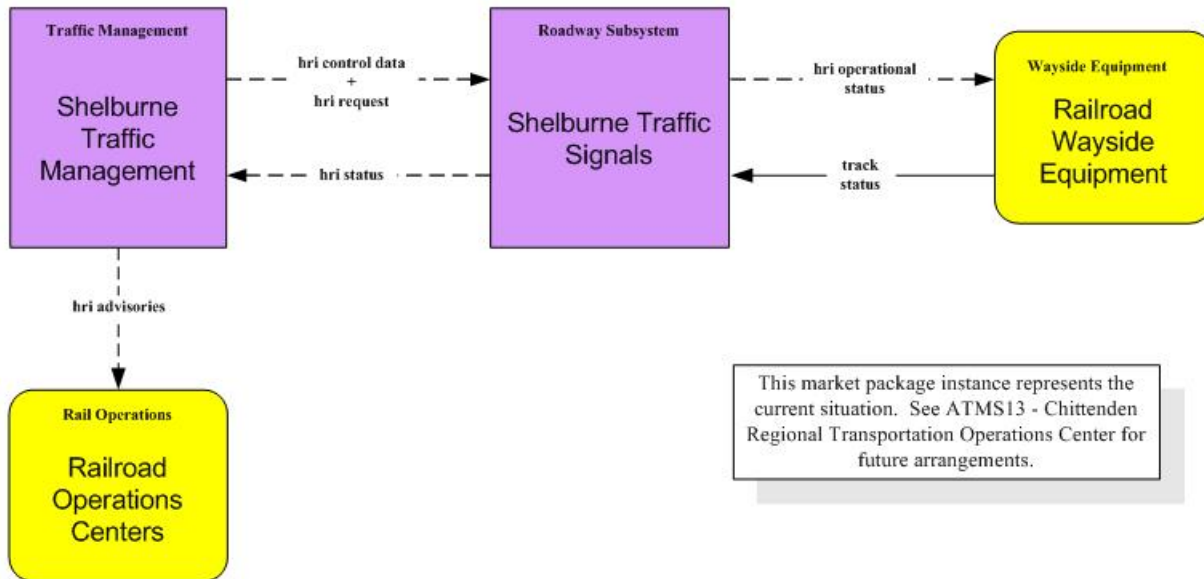 Traffic Management
Shelburne
Traffic
Management
hri control data
+
hri request
hri status
Roadway Subsystem
Shelburne Traffic
Signals
hri operational
status
track
status
Wayside Equipment
Railroad
Wayside
Equipment
hri advisories
Rail Operations
Railroad
Operations
Centers
This market package instance represents the
current situation. See ATMS13 - Chittenden
Regional Transportation Operations Center for
future arrangements.